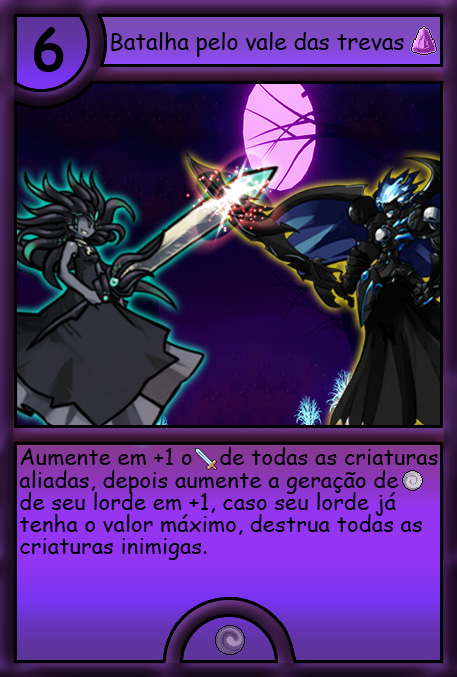 6
Batalha pelo vale das trevas
Aumente em +1 o de todas as criaturas
aliadas, depois aumente a geração de
de seu lorde em +1, caso seu lorde já
tenha o valor máximo, destrua todas as
criaturas inimigas.